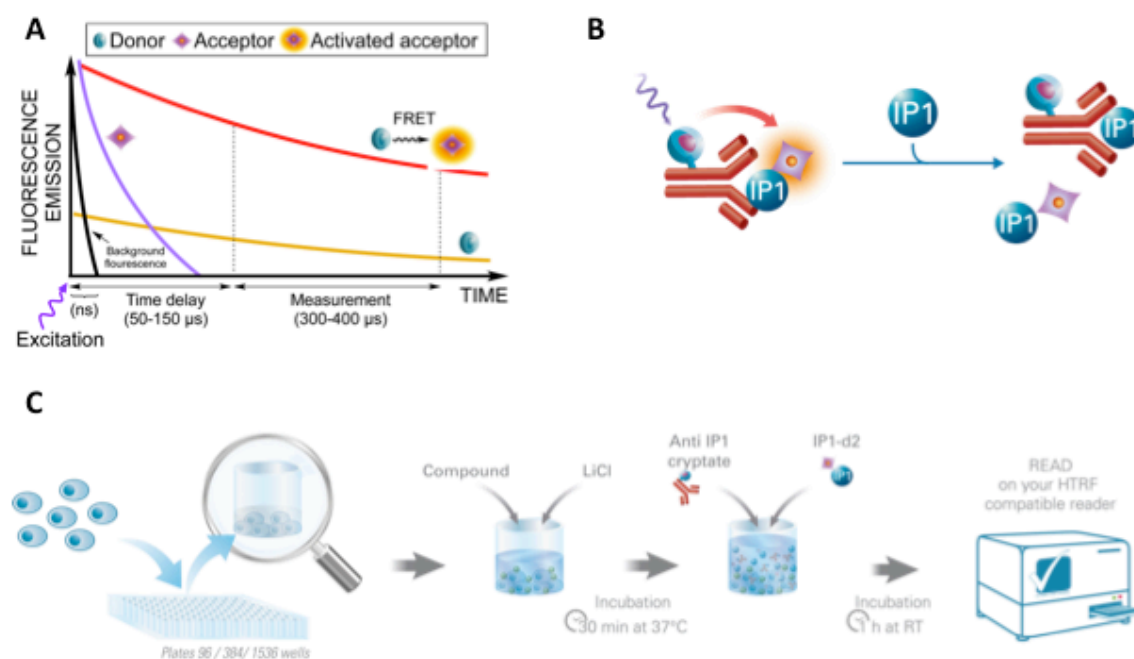 A
Donor Acceptor Activated acceptor
FLUORESCENCE
EMISSION
FRET
Background
flourescence
TIME
(ns)
Time delay
(50-150 µs)
Measurement
(300-400 µs)
Excitation
B
IP1
IP1
IP1
IP1
C
Plates 96 / 384/ 1536 wells
Compound
LiCl
Incubation
30 min at 37°C
Anti IP1
cryptate
IP1-d2
IP1
Incubation
1 h at RT
READ
on your HTRF
compatible reader